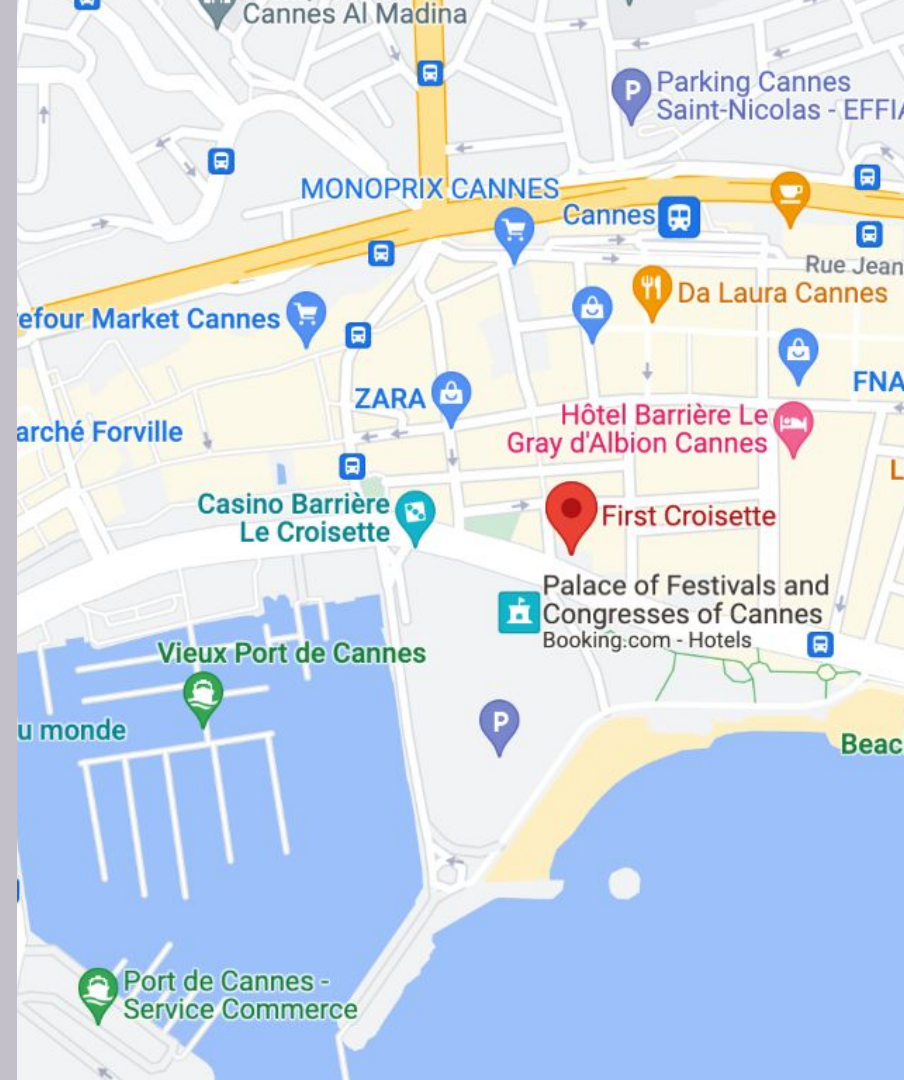 Cannes Al Madina
P
Parking Cannes
Saint-Nicolas - EFFIA
MONOPRIX CANNES
Cannes
Rue Jean
Da Laura Cannes
efour Market Cannes
FNA
ZARA
Hôtel Barrière Le
Gray d'Albion Cannes
arché Forville
L
Casino Barrière
Le Croisette
First Croisette
Palace of Festivals and
Congresses of Cannes
Booking.com - Hotels
Vieux Port de Cannes
P
u monde
Beac
Port de Cannes -
Service Commerce